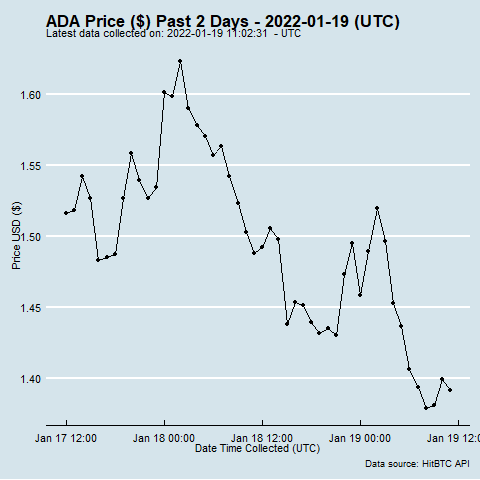 ADA Price ($) Past 2 Days - 2022-01-19 (UTC)
Latest data collected on: 2022-01-19 11:02:31  - UTC
1.60
1.55
1.50
1.45
1.40
Price USD ($)
Jan 17 12:00 Jan 18 00:00 Jan 18 12:00 Jan 19 00:00 Jan 19 12:
Date Time Collected (UTC)
Data source: HitBTC API